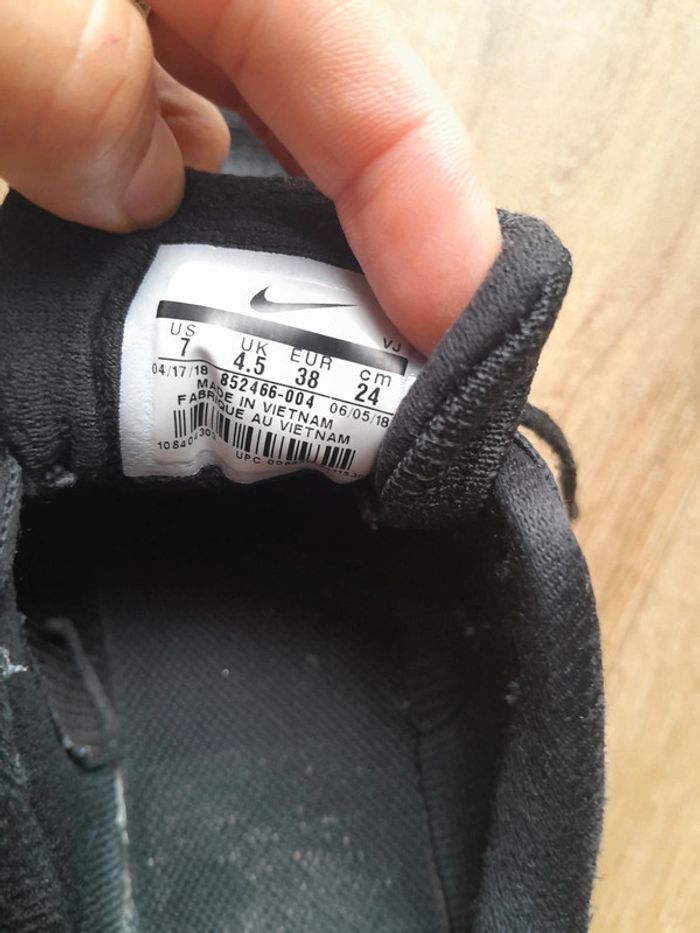 VJ
US UK EUR cm
7 4.5 38 24
04/17/18 852466-004 06/05/18
MADE IN VIETNAM
FABRIQUE AU VIETNAM
UPC